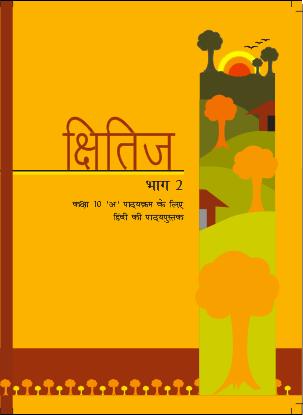 क्षितिज
भाग 2
कक्षा 10 'अ' पाठ्यक्रम के लिए
हिंदी की पाठ्यपुस्तक